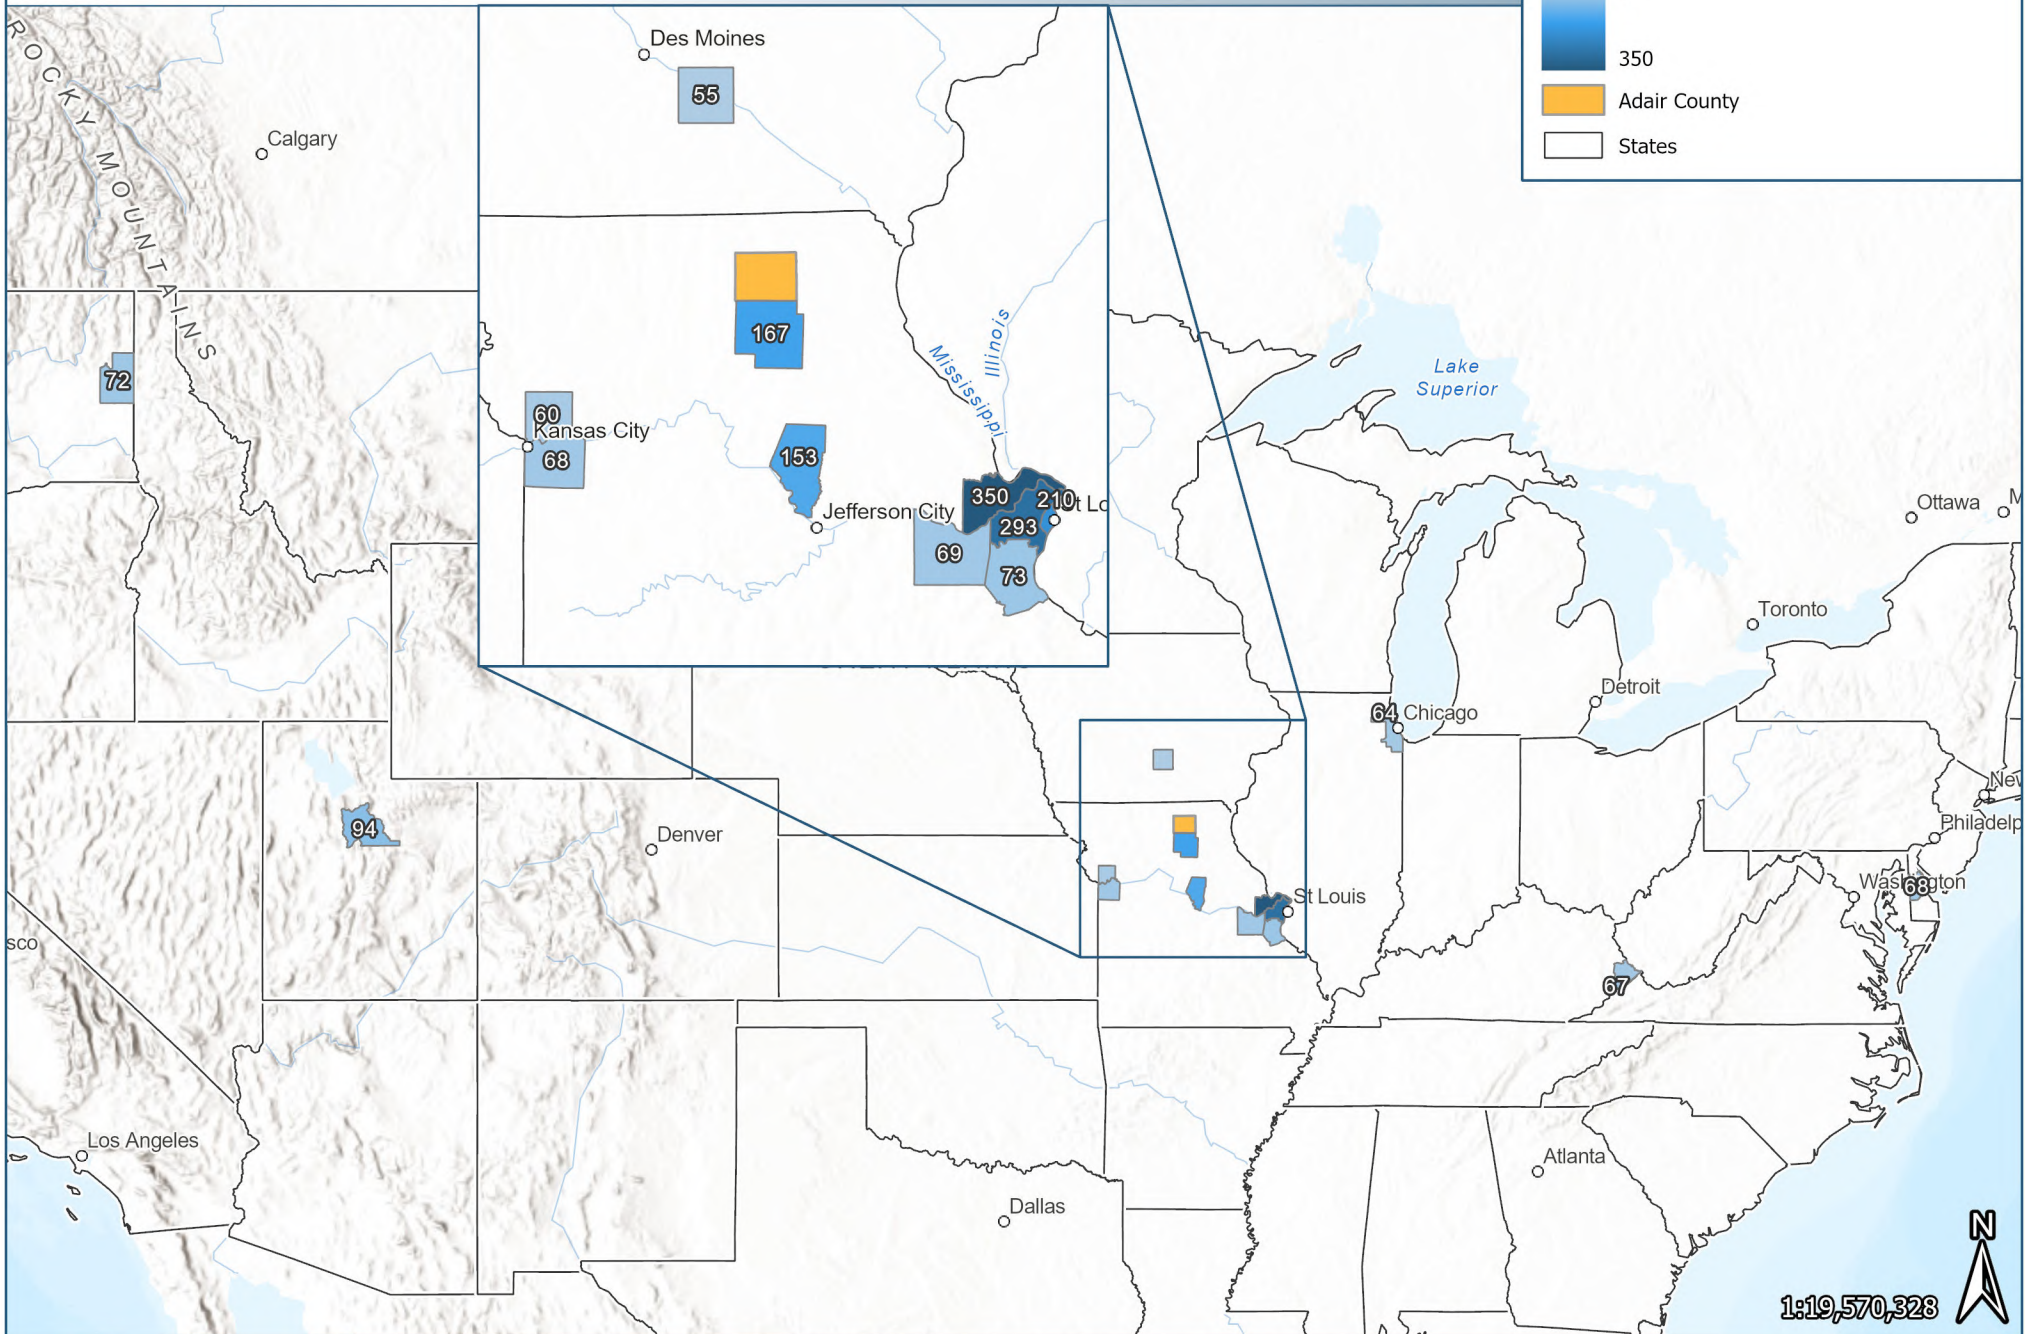 350
Adair County
States
Des Moines
55
Calgary
ROCKY MOUNTAINS
167
Illinois
Mississippi
Lake
Superior
72
60
Kansas City
68
153
350
210
Jefferson City
293
69
73
Ottawa
M
Toronto
Detroit
64
Chicago
94
Denver
Philadelp
Washington
68
St Louis
sco
67
Los Angeles
Atlanta
Dallas
N
1:19,570,328